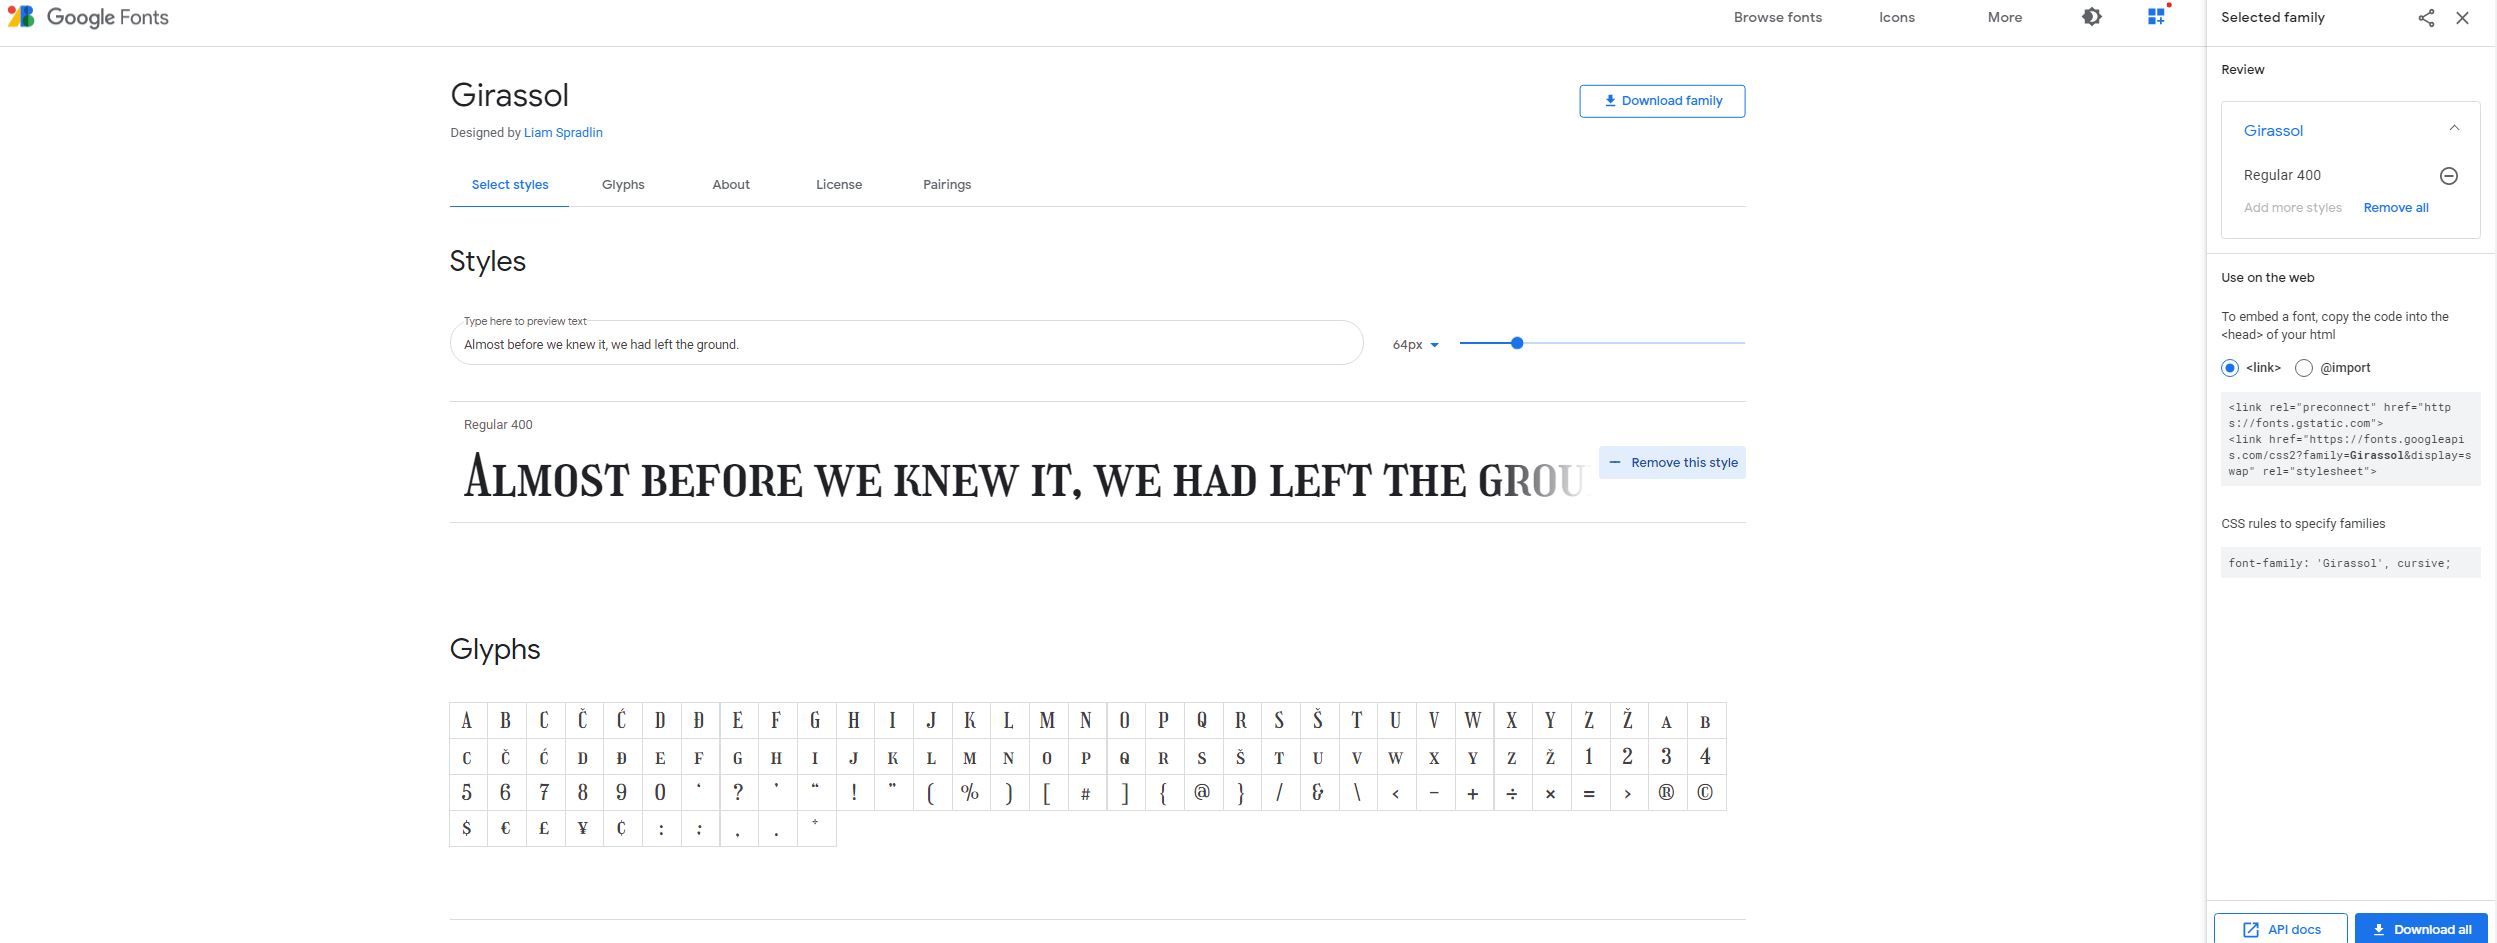 Google Fonts
Browse fonts
Icons
More
Girassol
Designed by Liam Spradlin
Download family
Select styles
Glyphs
About
License
Pairings
Styles
Type here to preview text
Almost before we knew it, we had left the ground.
64px
Regular 400
Almost before we knew it, we had left the grou
Remove this style
Glyphs
A B C Č Ć D Đ E F G H I J K L M N O P Q R S Š T U V W X Y Z Ž a b
c č ć d đ e f g h i j k l m n o p q r s š t u v w x y z ž 1 2 3 4
5 6 7 8 9 0 ‘ ? ’ “ ! ” ( % ) [ # ] { @ } / & \ < - + ÷ × = > ® ©
$ € £ ¥ ¢ : ; , . *
Selected family
Review
Girassol
Regular 400
Add more styles Remove all
Use on the web
To embed a font, copy the code into the
<head> of your html
<link> @import
<link rel="preconnect" href="http
s://fonts.gstatic.com">
<link href="https://fonts.googleapi
s.com/css2?family=Girassol&display=s
wap" rel="stylesheet">
CSS rules to specify families
font-family: 'Girassol', cursive;
API docs
Download all